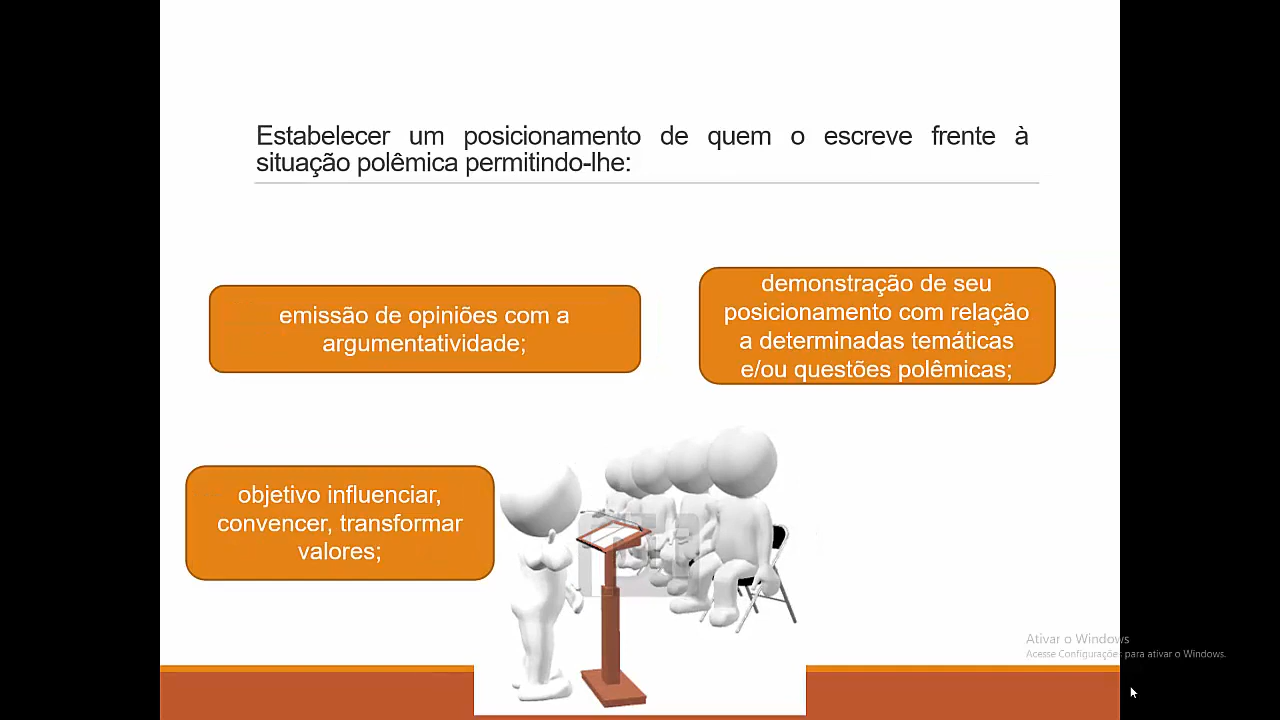 Estabelecer um posicionamento de quem o escreve frente à
situação polêmica permitindo-lhe:
emissão de opiniões com a
argumentatividade;
demonstração de seu
posicionamento com relação
a determinadas temáticas
e/ou questões polêmicas;
objetivo influenciar,
convencer, transformar
valores;
Ativar o Windows
Acesse Configurações para ativar o Windows.